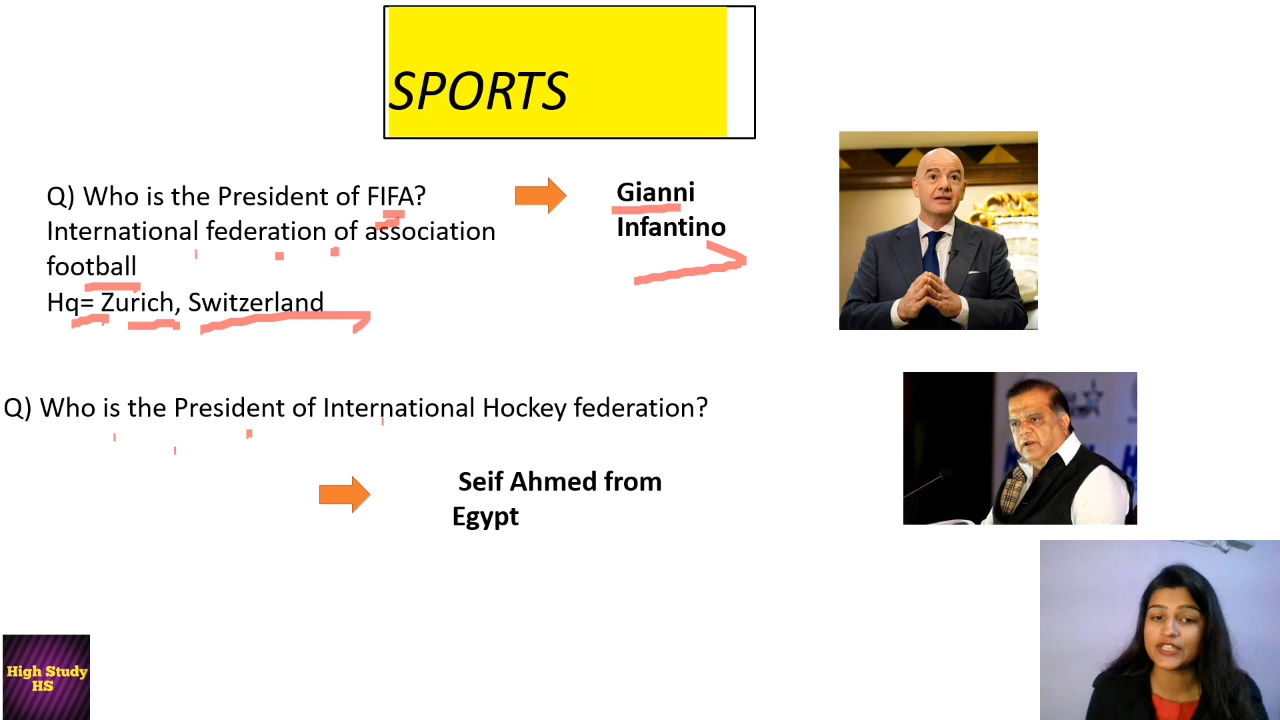 SPORTS
Q) Who is the President of FIFA?
International federation of association
football
Hq= Zurich, Switzerland
Gianni
Infantino
Q) Who is the President of International Hockey federation?
Seif Ahmed from
Egypt
High Study
HS